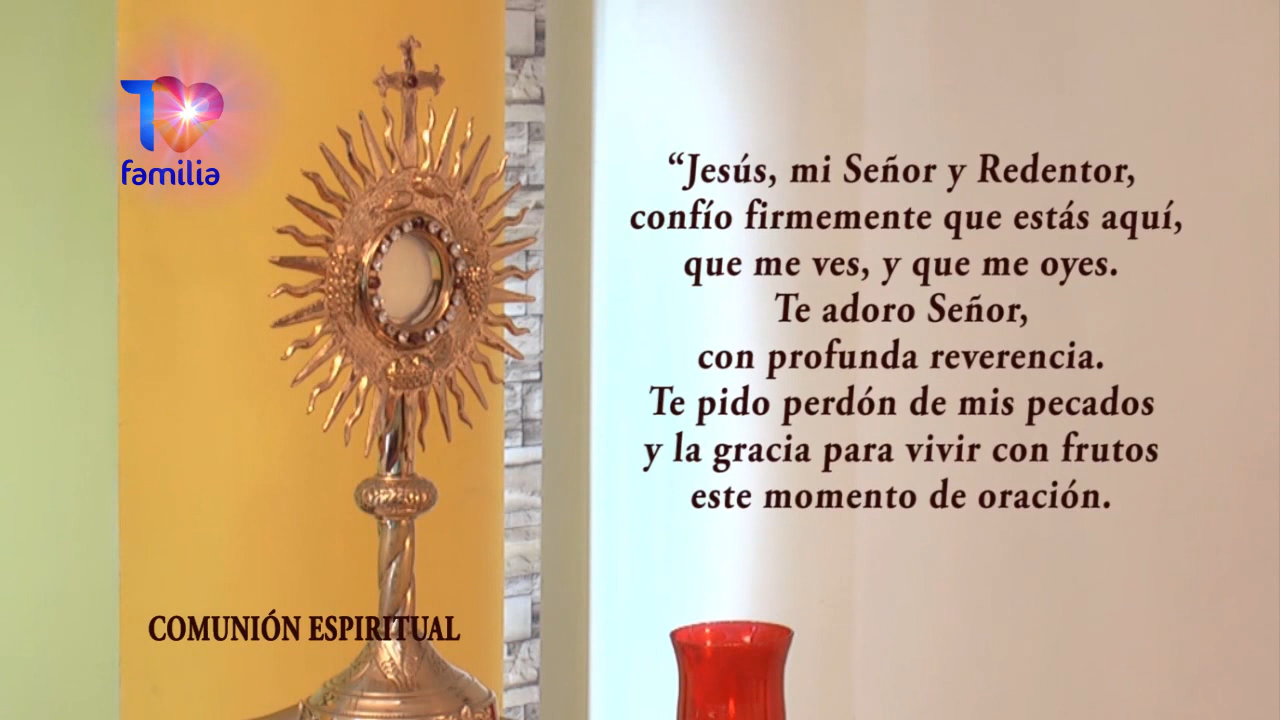 T
familia
“Jesús, mi Señor y Redentor,
confío firmemente que estás aquí,
que me ves, y que me oyes.
Te adoro Señor,
con profunda reverencia.
Te pido perdón de mis pecados
y la gracia para vivir con frutos
este momento de oración.
COMUNIÓN ESPIRITUAL